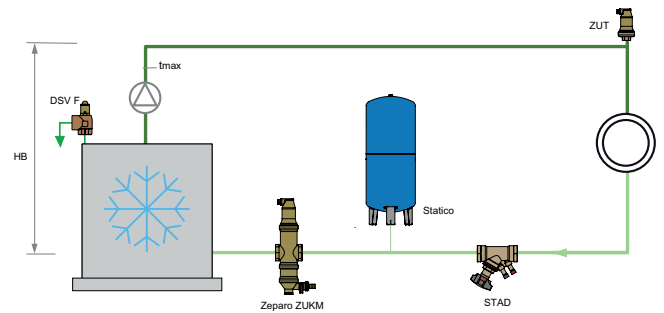 ZUT
tmax
DSV F
HB
Statico
Zeparo ZUKM
STAD